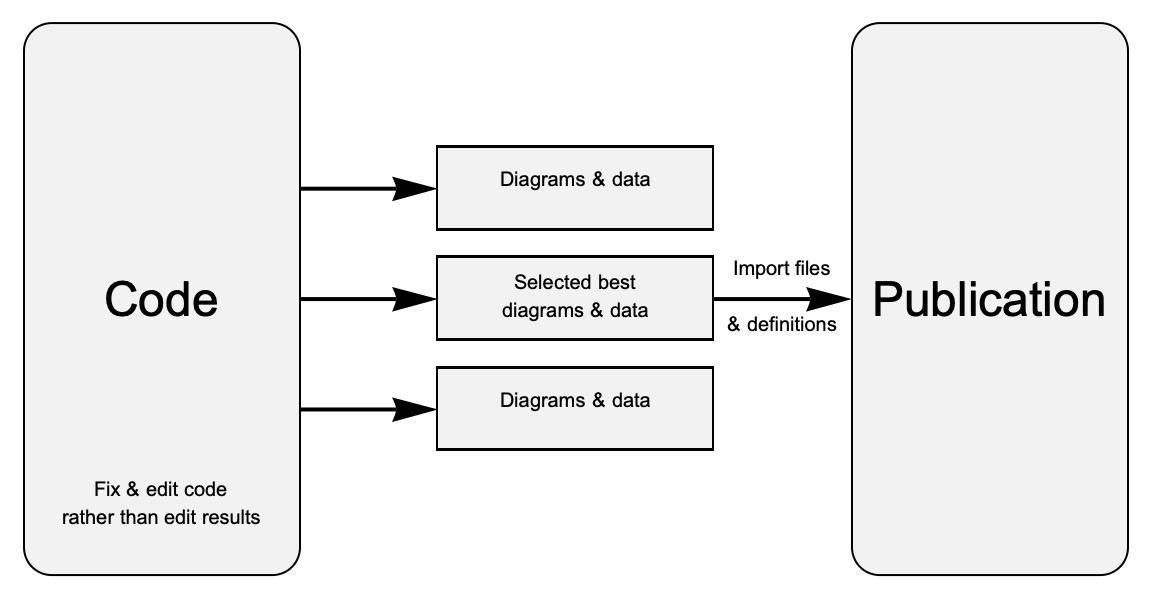 Code
Fix & edit code
rather than edit results
Diagrams & data
Selected best
diagrams & data
Diagrams & data
Import files
& definitions
Publication